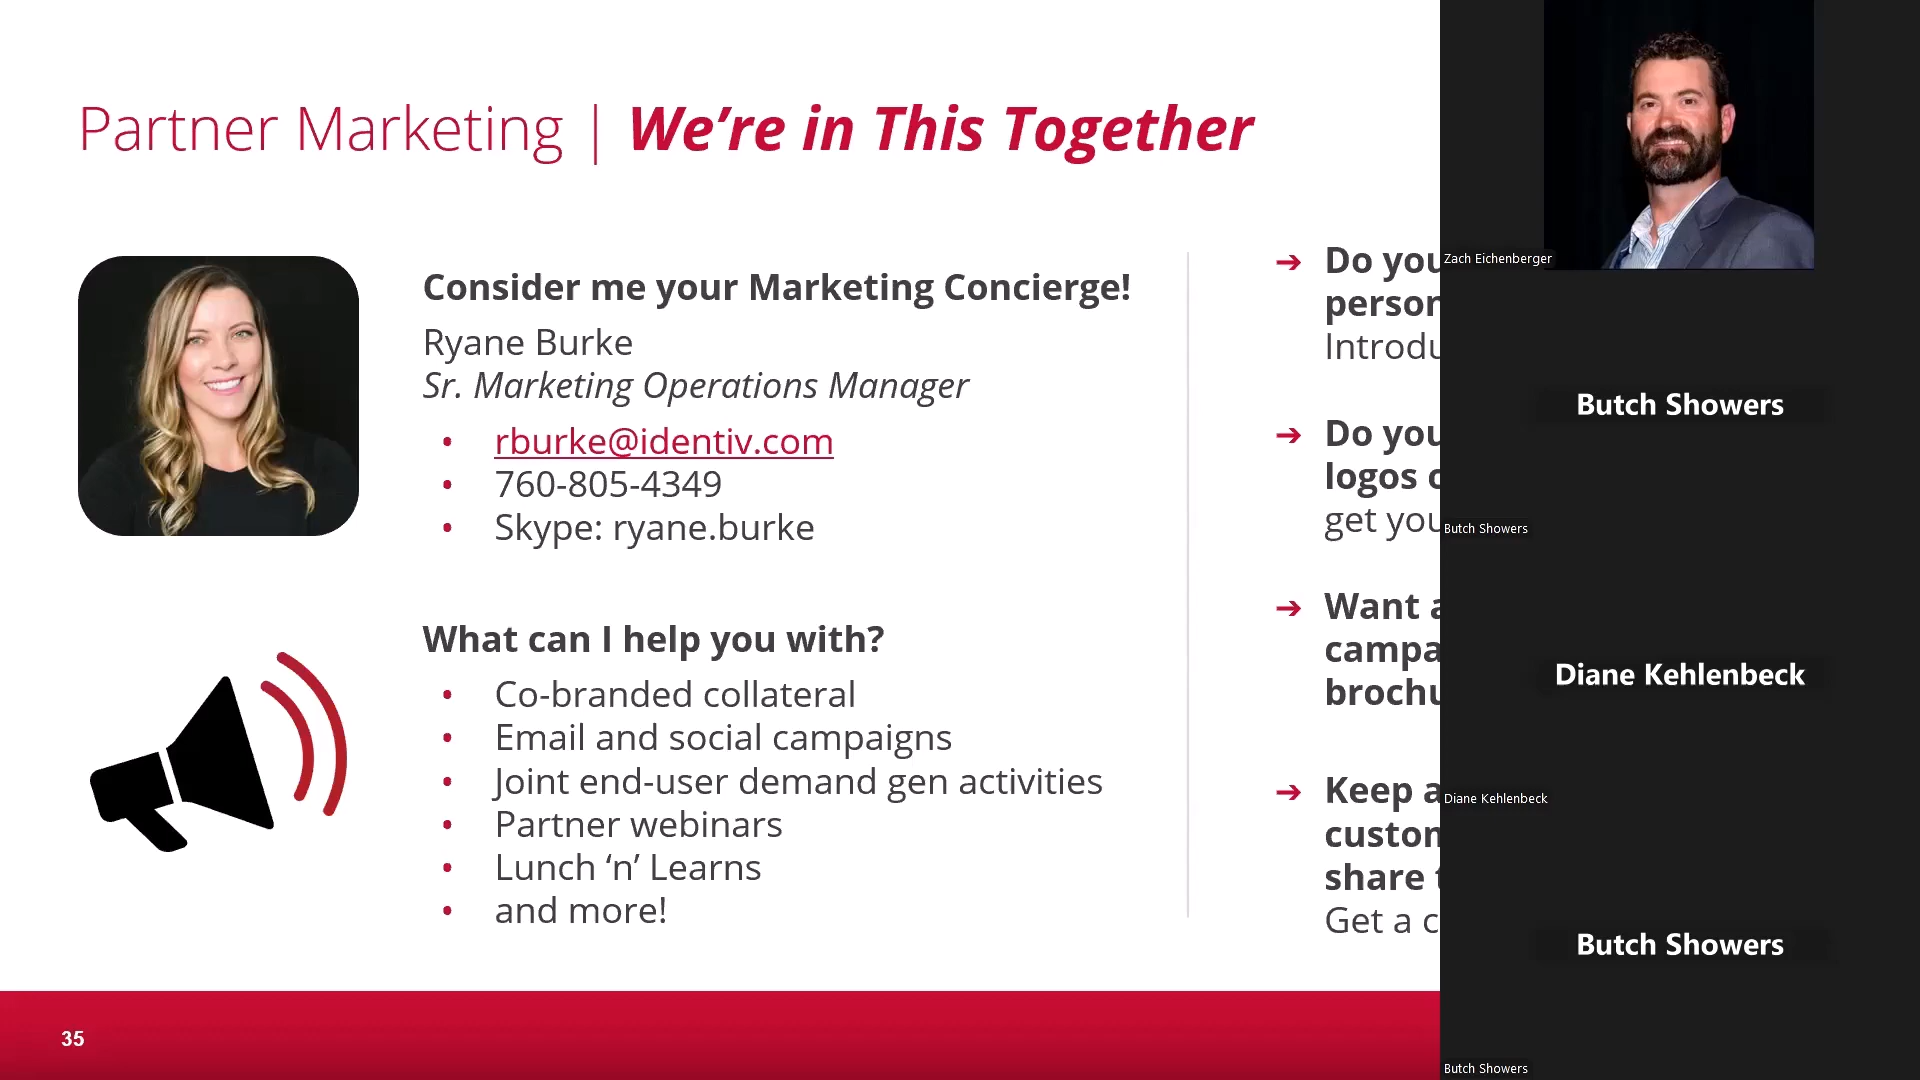 Partner Marketing | We're in This Together
Consider me your Marketing Concierge!
Ryane Burke
Sr. Marketing Operations Manager
• rburke@identiv.com
• 760-805-4349
• Skype: ryane.burke
What can I help you with?
• Co-branded collateral
• Email and social campaigns
• Joint end-user demand gen activities
• Partner webinars
• Lunch ‘n’ Learns
• and more!
➔ Do you
person
Introdu
➔ Do you
logos
get you
➔ Want a
campa
brochu
➔ Keep a
custom
share
Get a c
35
Zach Eichenberger
Butch Showers
Butch Showers
Diane Kehlenbeck
Diane Kehlenbeck
Butch Showers
Butch Showers